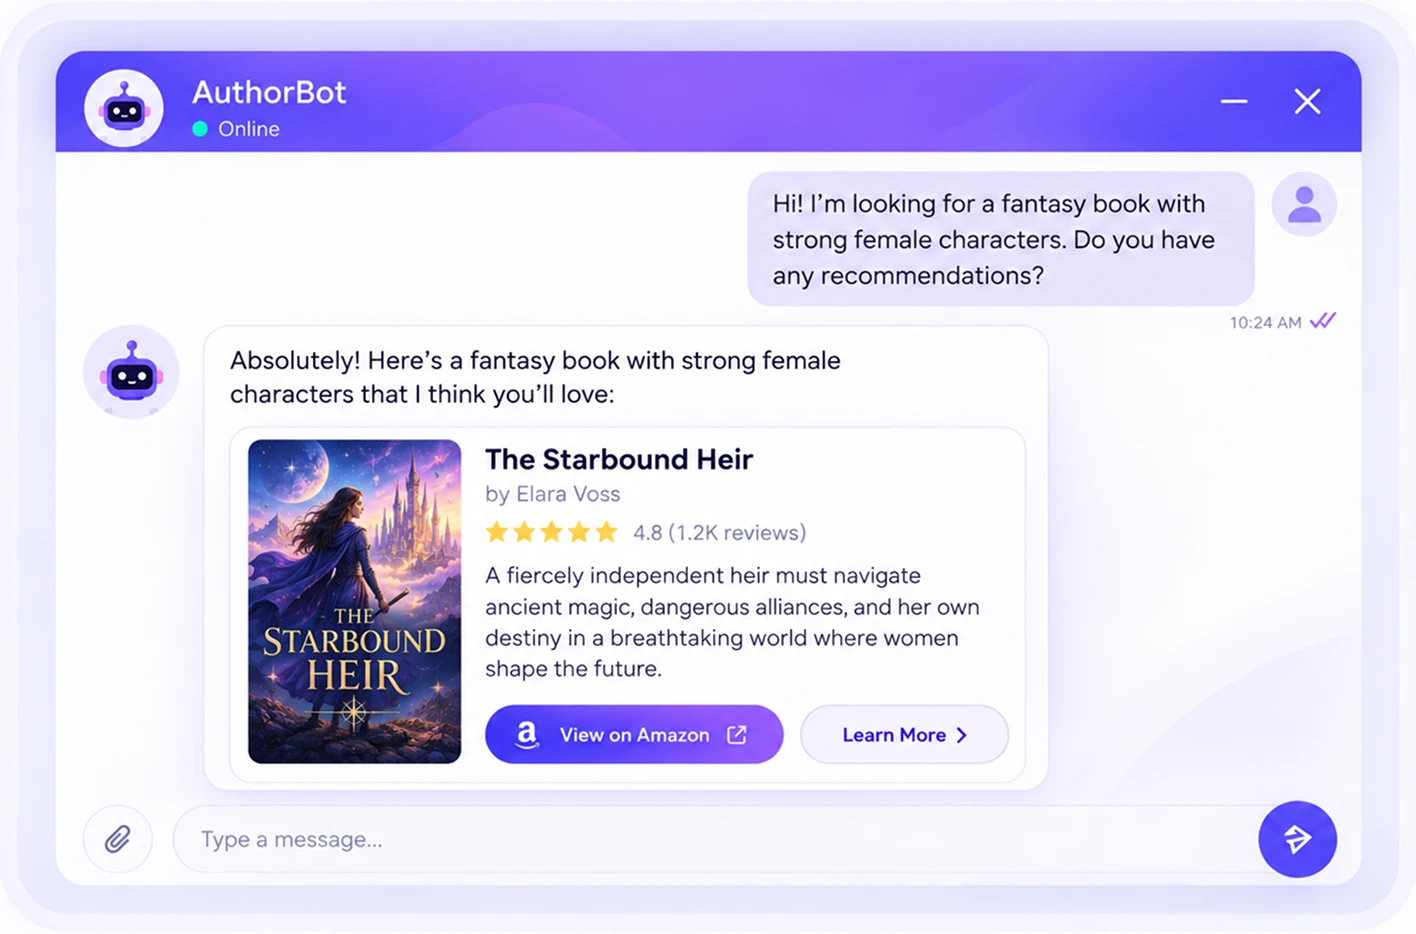 AuthorBot
Online
Hi! I’m looking for a fantasy book with
strong female characters. Do you have
any recommendations?
10:24 AM
Absolutely! Here’s a fantasy book with strong female
characters that I think you’ll love:
THE
STARBOUND
HEIR
The Starbound Heir
by Elara Voss
4.8 (1.2K reviews)
A fiercely independent heir must navigate
ancient magic, dangerous alliances, and her own
destiny in a breathtaking world where women
shape the future.
a View on Amazon
Learn More
Type a message...